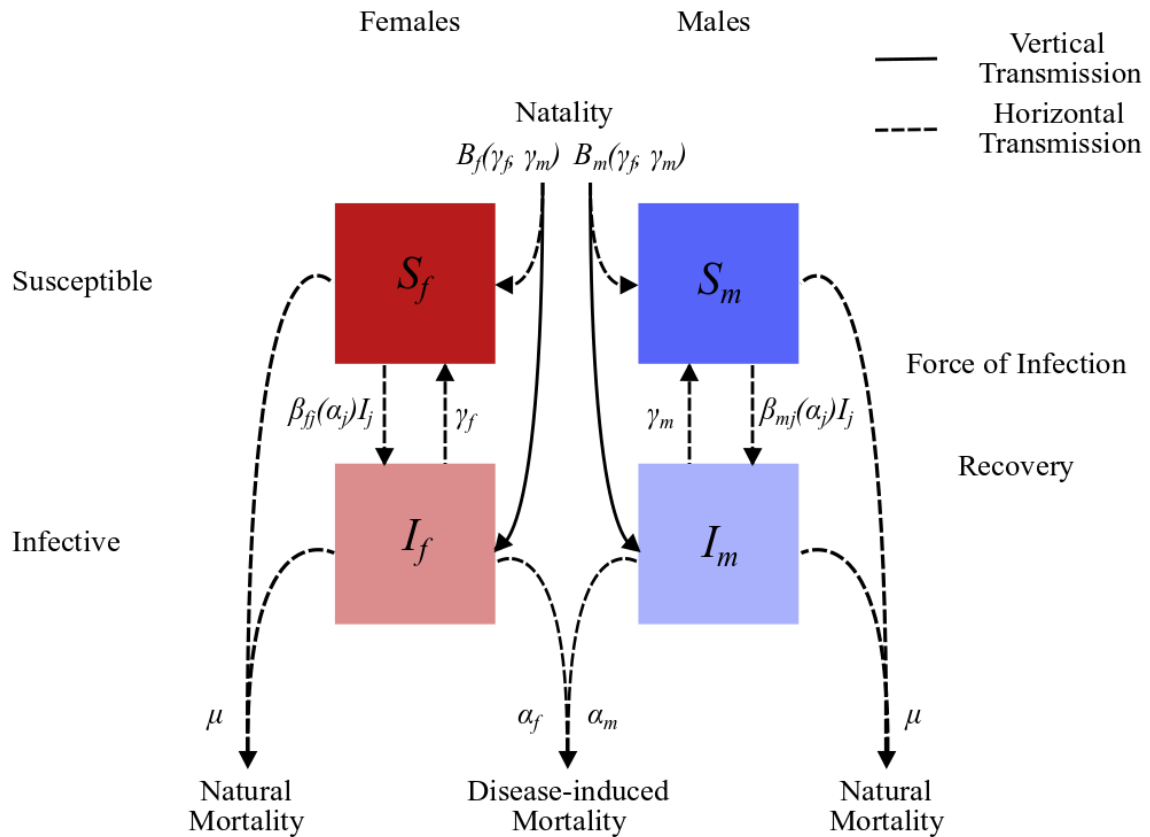 Females
Males
Vertical
Transmission
Horizontal
Transmission
Natality
B_f(γ_f, γ_m) B_m(γ_f, γ_m)
Susceptible
S_f
S_m
Force of Infection
β_fj(α_j)I_j
γ_f
γ_m
β_mj(α_j)I_j
Recovery
Infective
I_f
I_m
μ
α_f
α_m
μ
Natural
Mortality
Disease-induced
Mortality
Natural
Mortality